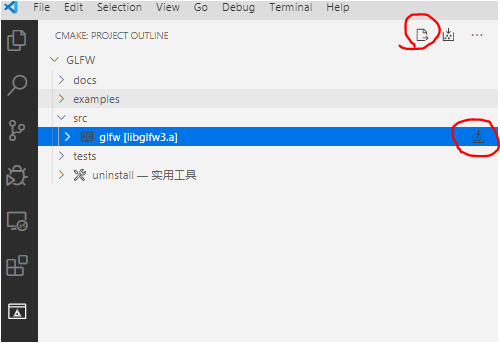 File Edit Selection View Go Debug Terminal Help
CMAKE: PROJECT OUTLINE
GLFW
docs
examples
src
glfw [libglfw3.a]
tests
uninstall — 实用工具